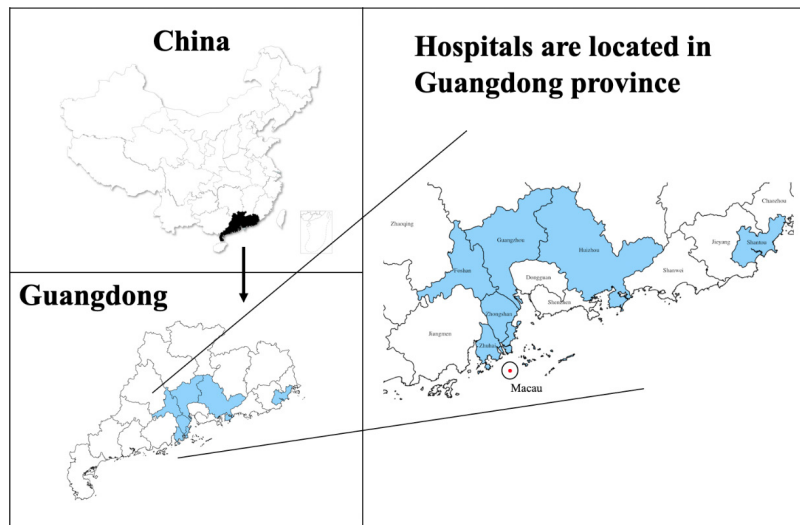 China
Hospitals are located in
Guangdong province
Guangdong
Chaozhou
Zhaoqing
Guangzhou
Huizhou
Jieyang
Shantou
Foshan
Dongguan
Shanwei
Shenzhen
Zhongshan
Jiangmen
Zhuhai
Macau